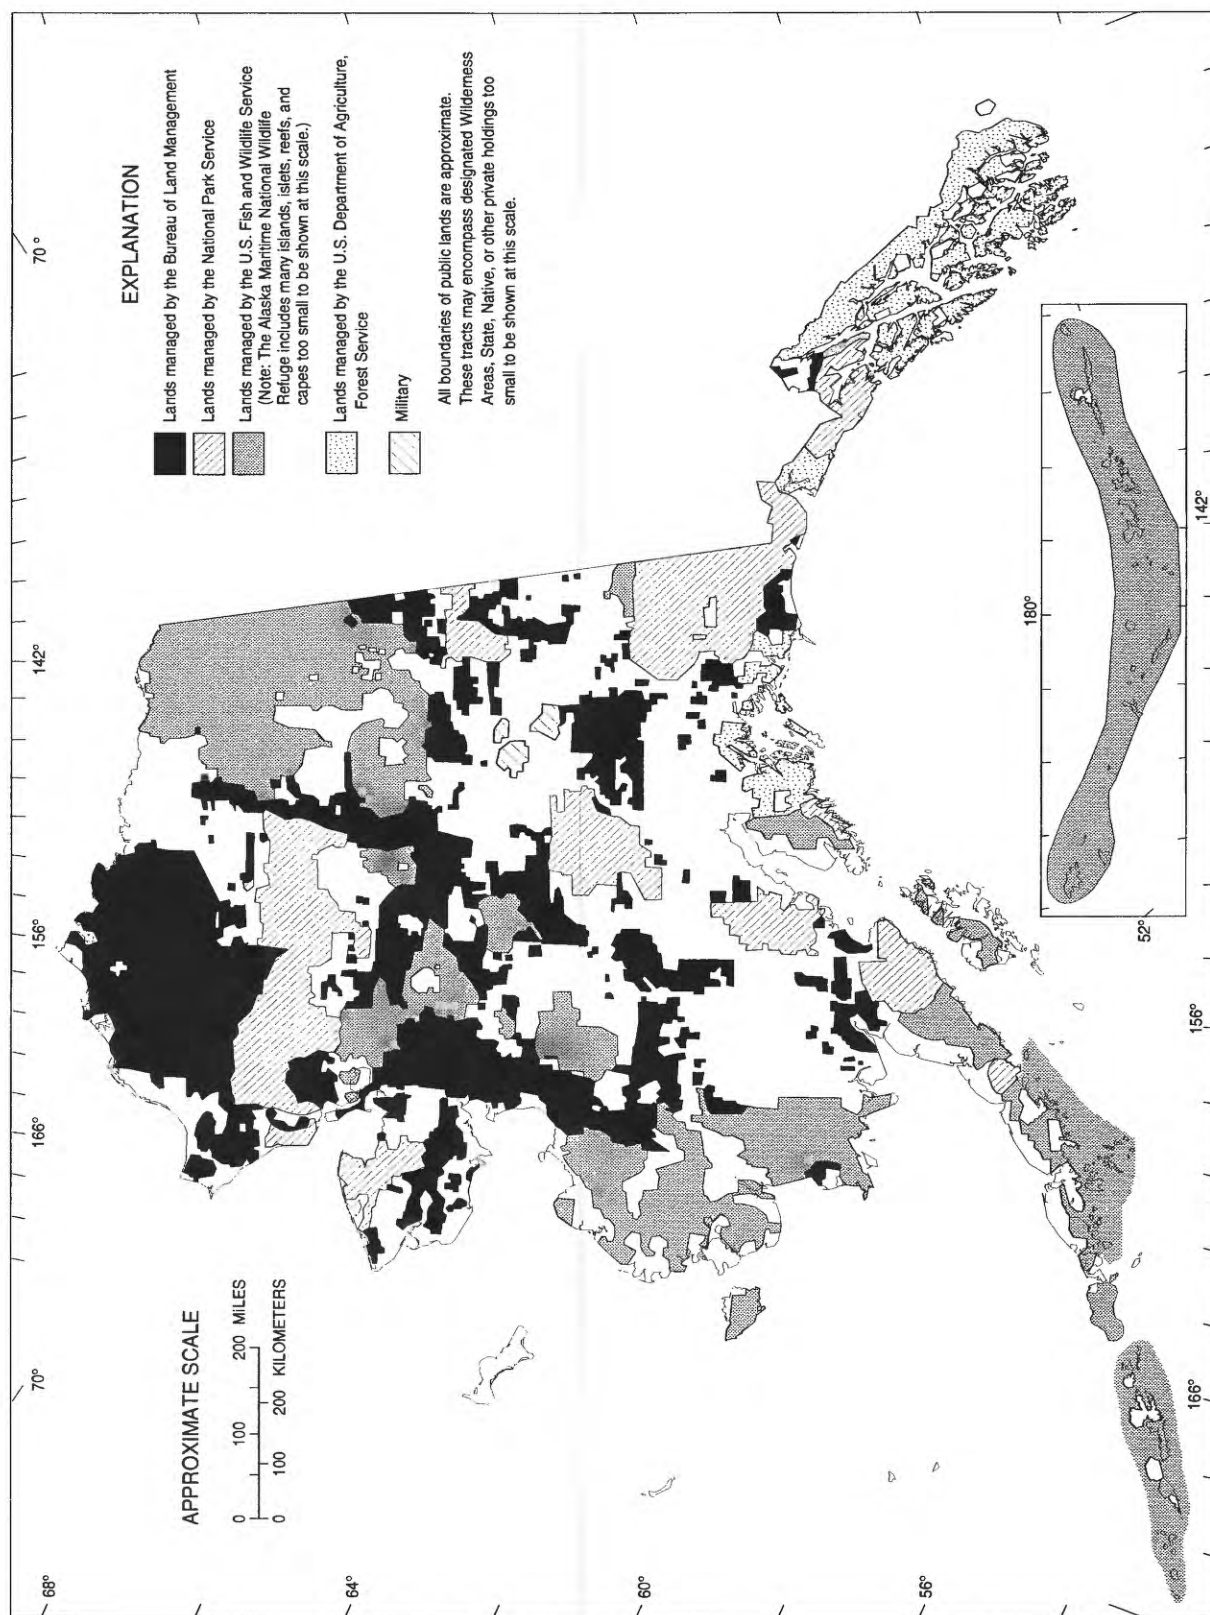 EXPLANATION
Lands managed by the Bureau of Land Management
Lands managed by the National Park Service
Lands managed by the U.S. Fish and Wildlife Service
(Note: The Alaska Maritime National Wildlife
Refuge includes many islands, islets, reefs, and
capes too small to be shown at this scale.)
Lands managed by the U.S. Department of Agriculture,
Forest Service
Military
All boundaries of public lands are approximate.
These tracts may encompass designated Wilderness
Areas, State, Native, or other private holdings too
small to be shown at this scale.
APPROXIMATE SCALE
0 100 200 MILES
0 100 200 KILOMETERS
70°
166°
156°
142°
70°
68°
64°
60°
56°
166°
156°
142°
180°
52°